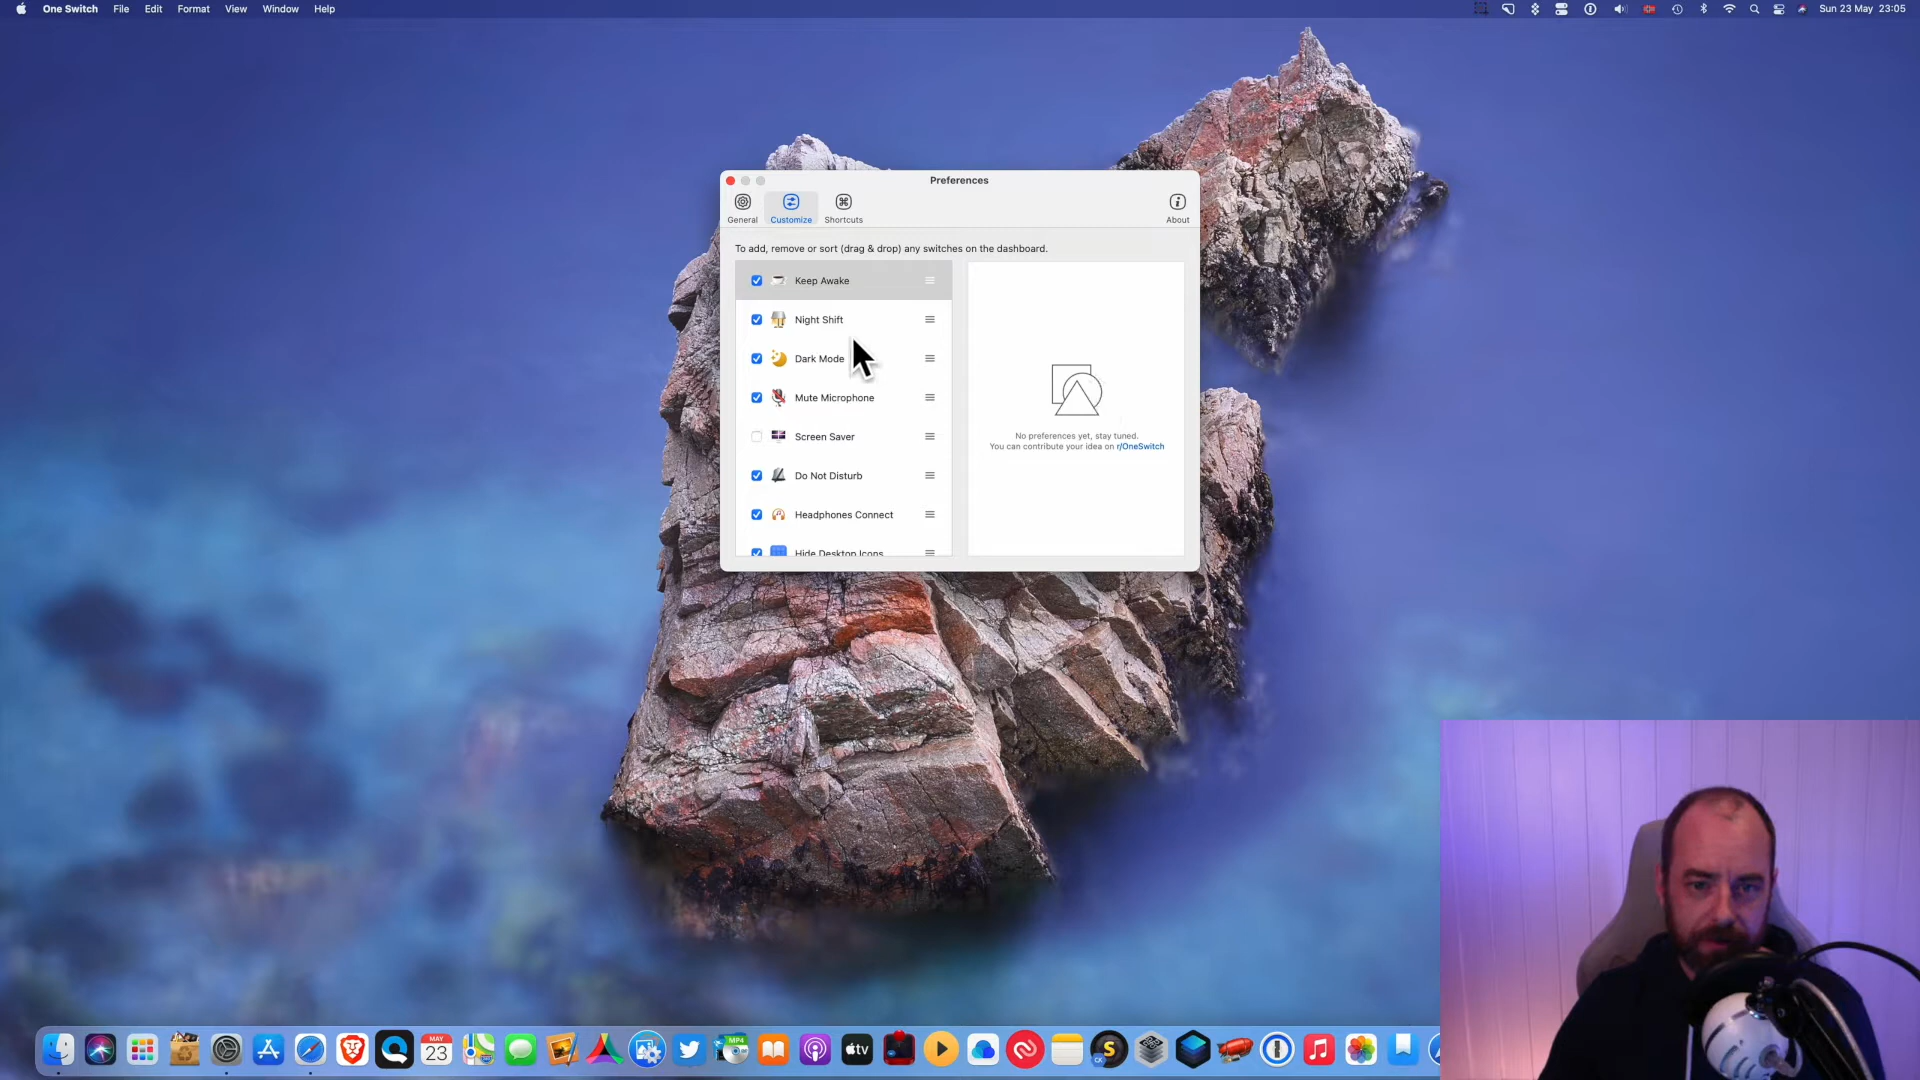 One Switch File Edit Format View Window Help
Sun 23 May 23:05
Preferences
General Customize Shortcuts About
To add, remove or sort (drag & drop) any switches on the dashboard.
Keep Awake
Night Shift
Dark Mode
Mute Microphone
Screen Saver
Do Not Disturb
Headphones Connect
Hide Desktop Icons
No preferences yet, stay tuned.
You can contribute your idea on r/OneSwitch
MAY
23
MP4
tv
S
CK